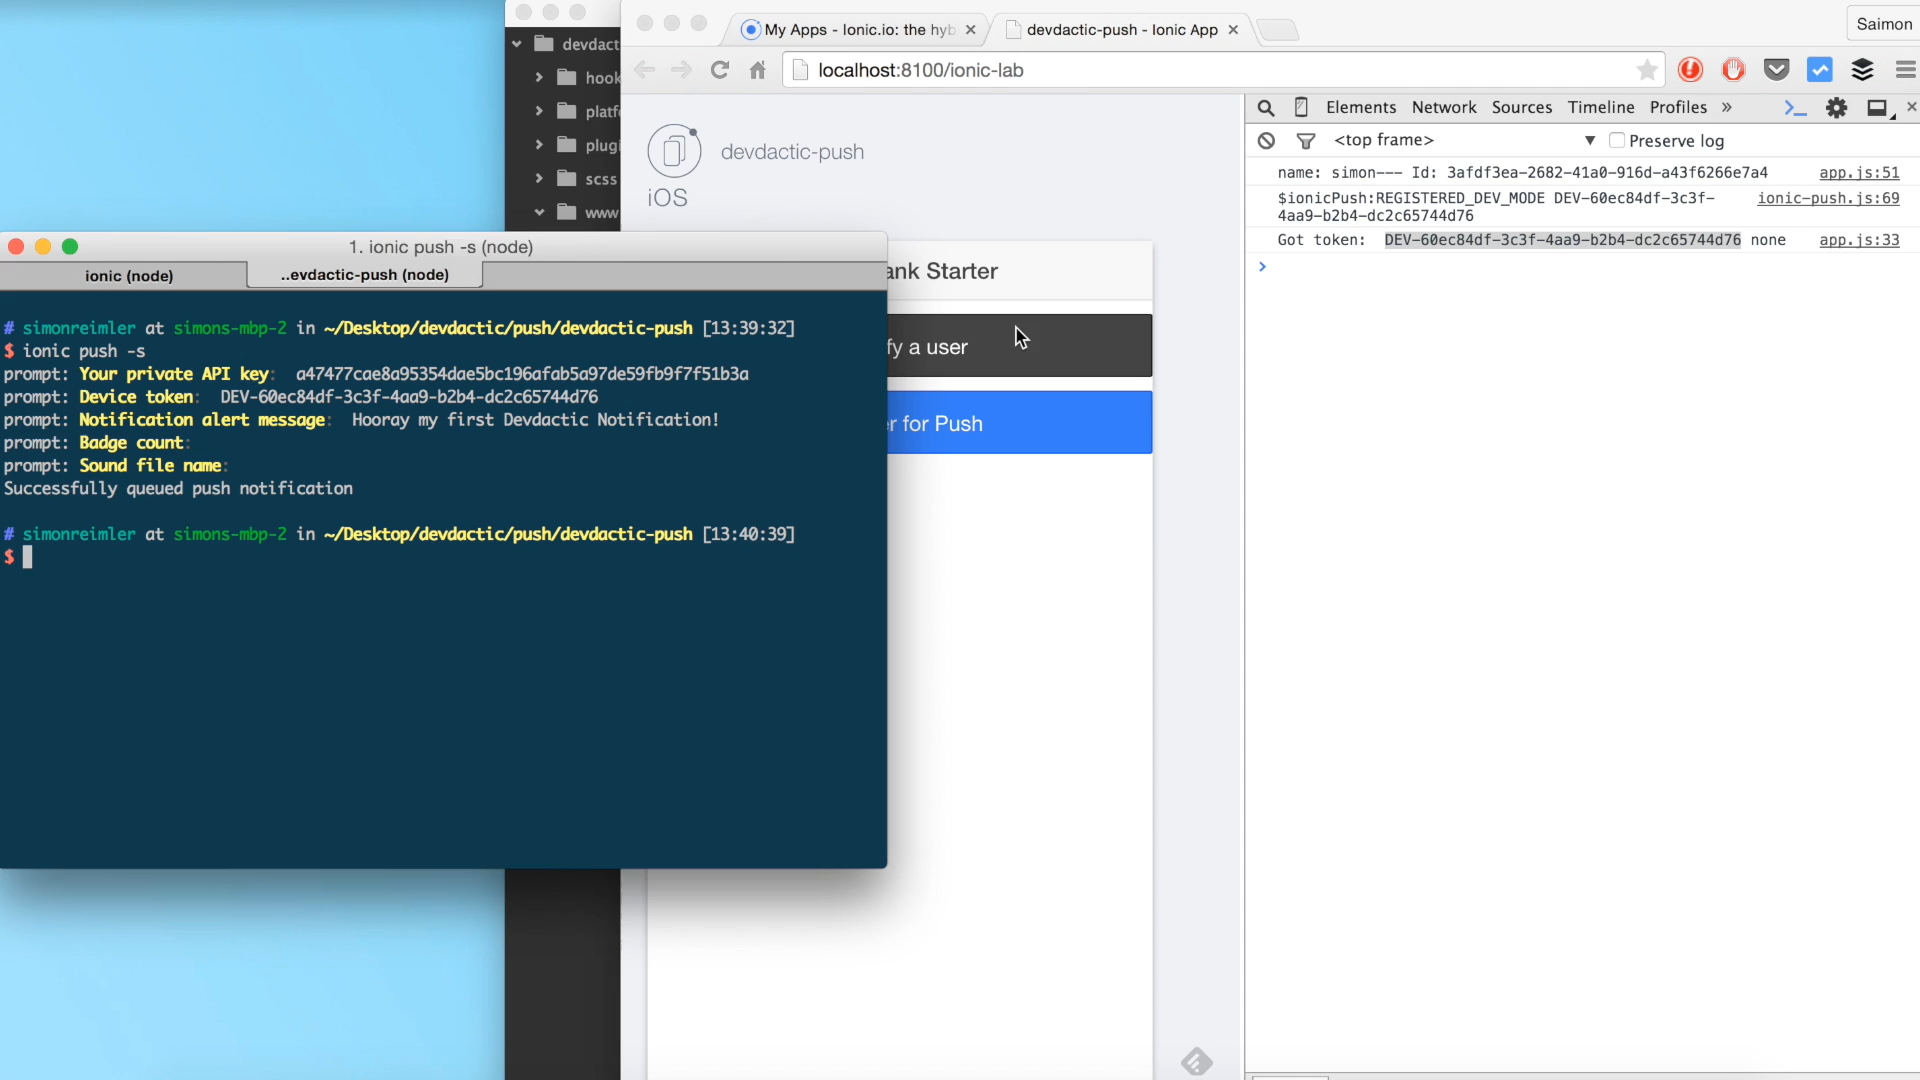 My Apps - Ionic.io: the hyb
devdactic-push - Ionic App
Saimon
localhost:8100/ionic-lab
devdact
hook
platf
plugi
scss
www
devdactic-push
iOS
Elements Network Sources Timeline Profiles »
<top frame>
Preserve log
name: simon--- Id: 3afdf3ea-2682-41a0-916d-a43f6266e7a4 app.js:51
$ionicPush:REGISTERED_DEV_MODE DEV-60ec84df-3c3f- ionic-push.js:69
4aa9-b2b4-dc2c65744d76
Got token: DEV-60ec84df-3c3f-4aa9-b2b4-dc2c65744d76 none app.js:33
1. ionic push -s (node)
ionic (node)
..evdactic-push (node)
# simonreimler at simons-mbp-2 in ~/Desktop/devdactic/push/devdactic-push [13:39:32]
$ ionic push -s
prompt: Your private API key: a47477cae8a95354dae5bc196afab5a97de59fb9f7f51b3a
prompt: Device token: DEV-60ec84df-3c3f-4aa9-b2b4-dc2c65744d76
prompt: Notification alert message: Hooray my first Devdactic Notification!
prompt: Badge count:
prompt: Sound file name:
Successfully queued push notification
# simonreimler at simons-mbp-2 in ~/Desktop/devdactic/push/devdactic-push [13:40:39]
$
ank Starter
fy a user
r for Push